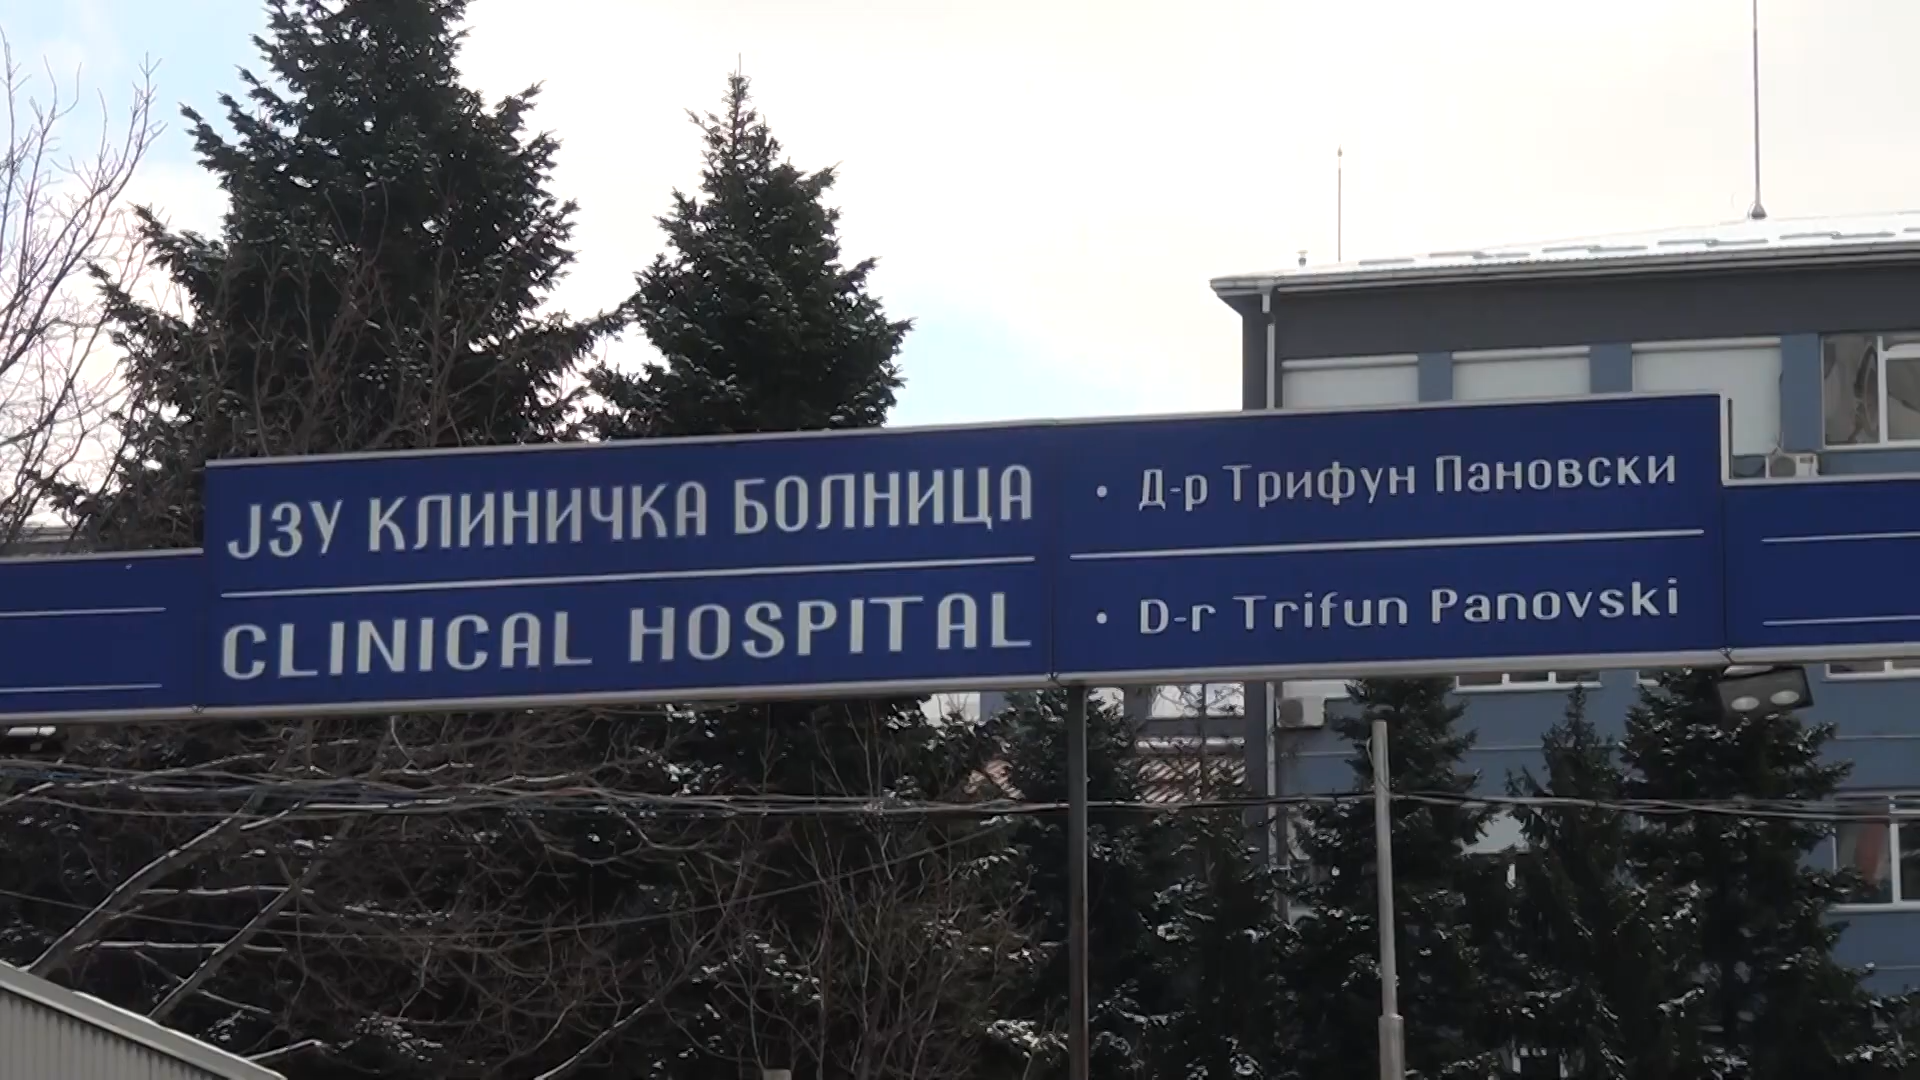 ЈЗУ КЛИНИЧКА БОЛНИЦА
CLINICAL HOSPITAL
• Д-р Трифун Пановски
• D-r Trifun Panovski